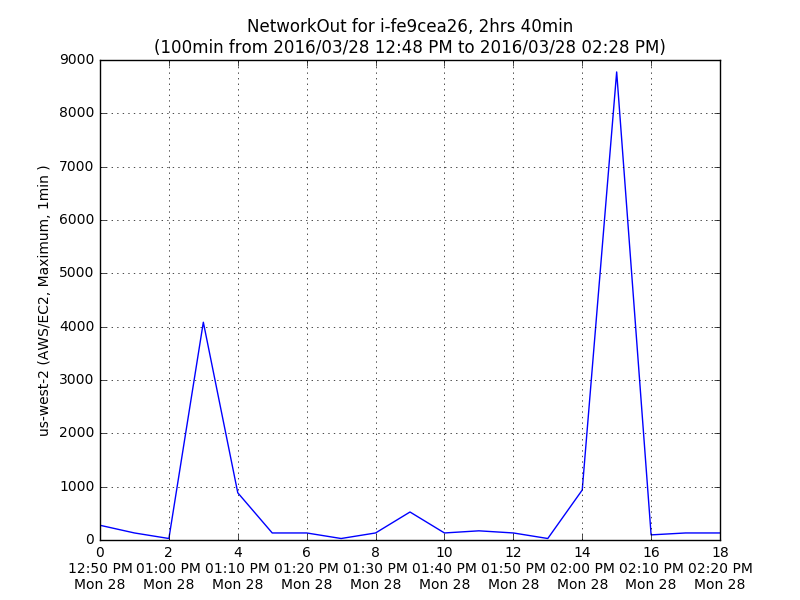 NetworkOut for i-fe9cea26, 2hrs 40min
(100min from 2016/03/28 12:48 PM to 2016/03/28 02:28 PM)
us-west-2 (AWS/EC2, Maximum, 1min )
9000
8000
7000
6000
5000
4000
3000
2000
1000
0
0 2 4 6 8 10 12 14 16 18
12:50 PM 01:00 PM 01:10 PM 01:20 PM 01:30 PM 01:40 PM 01:50 PM 02:00 PM 02:10 PM 02:20 PM
Mon 28 Mon 28 Mon 28 Mon 28 Mon 28 Mon 28 Mon 28 Mon 28 Mon 28 Mon 28